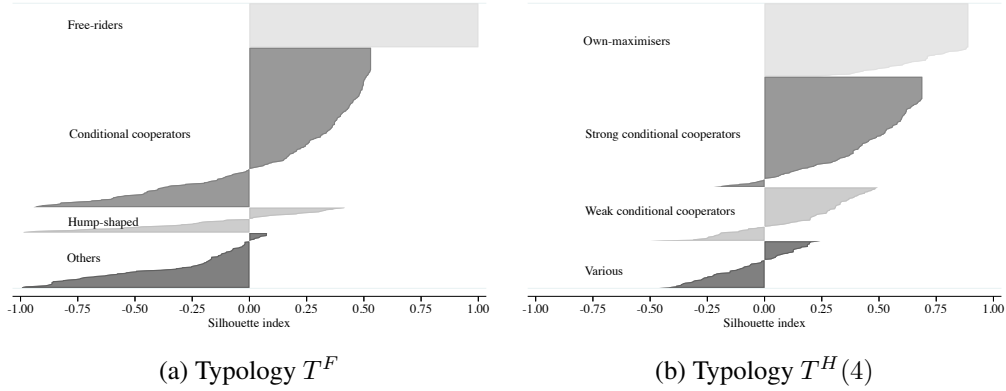 Free-riders
Conditional cooperators
Hump-shaped
Others
-1.00 -0.75 -0.50 -0.25 0.00 0.25 0.50 0.75 1.00
Silhouette index
(a) Typology T^F
Own-maximisers
Strong conditional cooperators
Weak conditional cooperators
Various
-1.00 -0.75 -0.50 -0.25 0.00 0.25 0.50 0.75 1.00
Silhouette index
(b) Typology T^H(4)